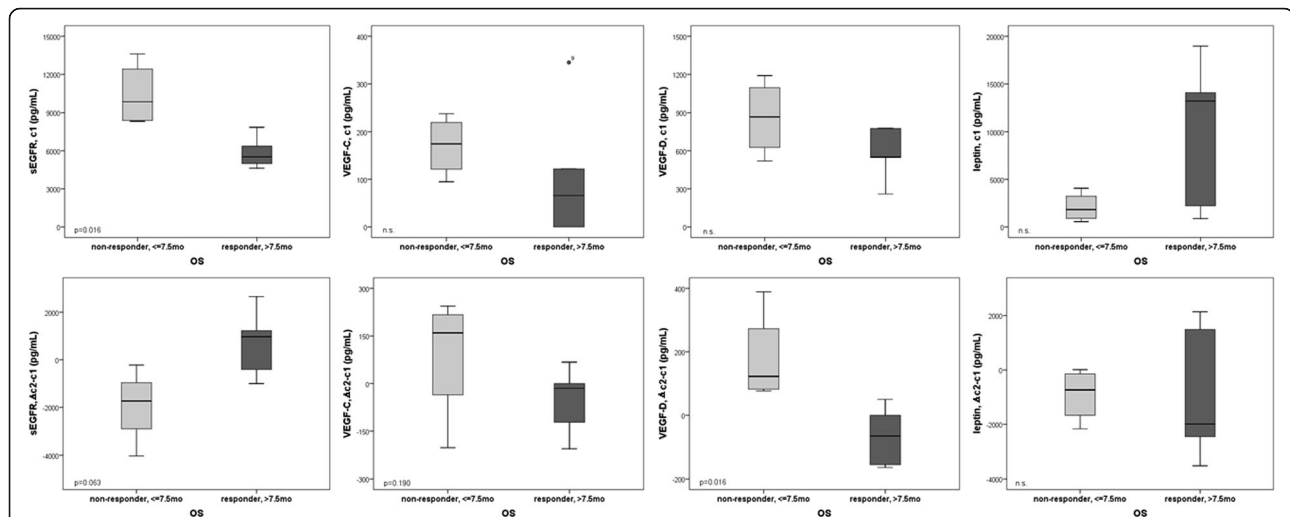 sEGFR, c1 (pg/mL)
15000
12000
9000
6000
3000
0
p=0.016
non-responder, <=7.5mo
responder, >7.5mo
OS
VEGF-C, c1 (pg/mL)
400
300
200
100
0
9
n.s.
non-responder, <=7.5mo
responder, >7.5mo
OS
VEGF-D, c1 (pg/mL)
1500
1200
900
600
300
0
n.s.
non-responder, <=7.5mo
responder, >7.5mo
OS
leptin, c1 (pg/mL)
20000
15000
10000
5000
0
n.s.
non-responder, <=7.5mo
responder, >7.5mo
OS
sEGFR, Δc2-c1 (pg/mL)
2000
0
-2000
-4000
p=0.063
non-responder, <=7.5mo
responder, >7.5mo
OS
VEGF-C, Δc2-c1 (pg/mL)
300
150
0
-150
-300
p=0.190
non-responder, <=7.5mo
responder, >7.5mo
OS
VEGF-D, Δc2-c1 (pg/mL)
400
200
0
-200
p=0.016
non-responder, <=7.5mo
responder, >7.5mo
OS
leptin, Δc2-c1 (pg/mL)
2000
0
-2000
-4000
n.s.
non-responder, <=7.5mo
responder, >7.5mo
OS